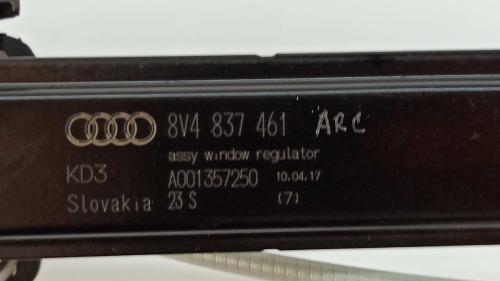 8V4 837 461 ARC
assy window regulator
KD3 A001357250 10.04.17
Slovakia 23 S (7)